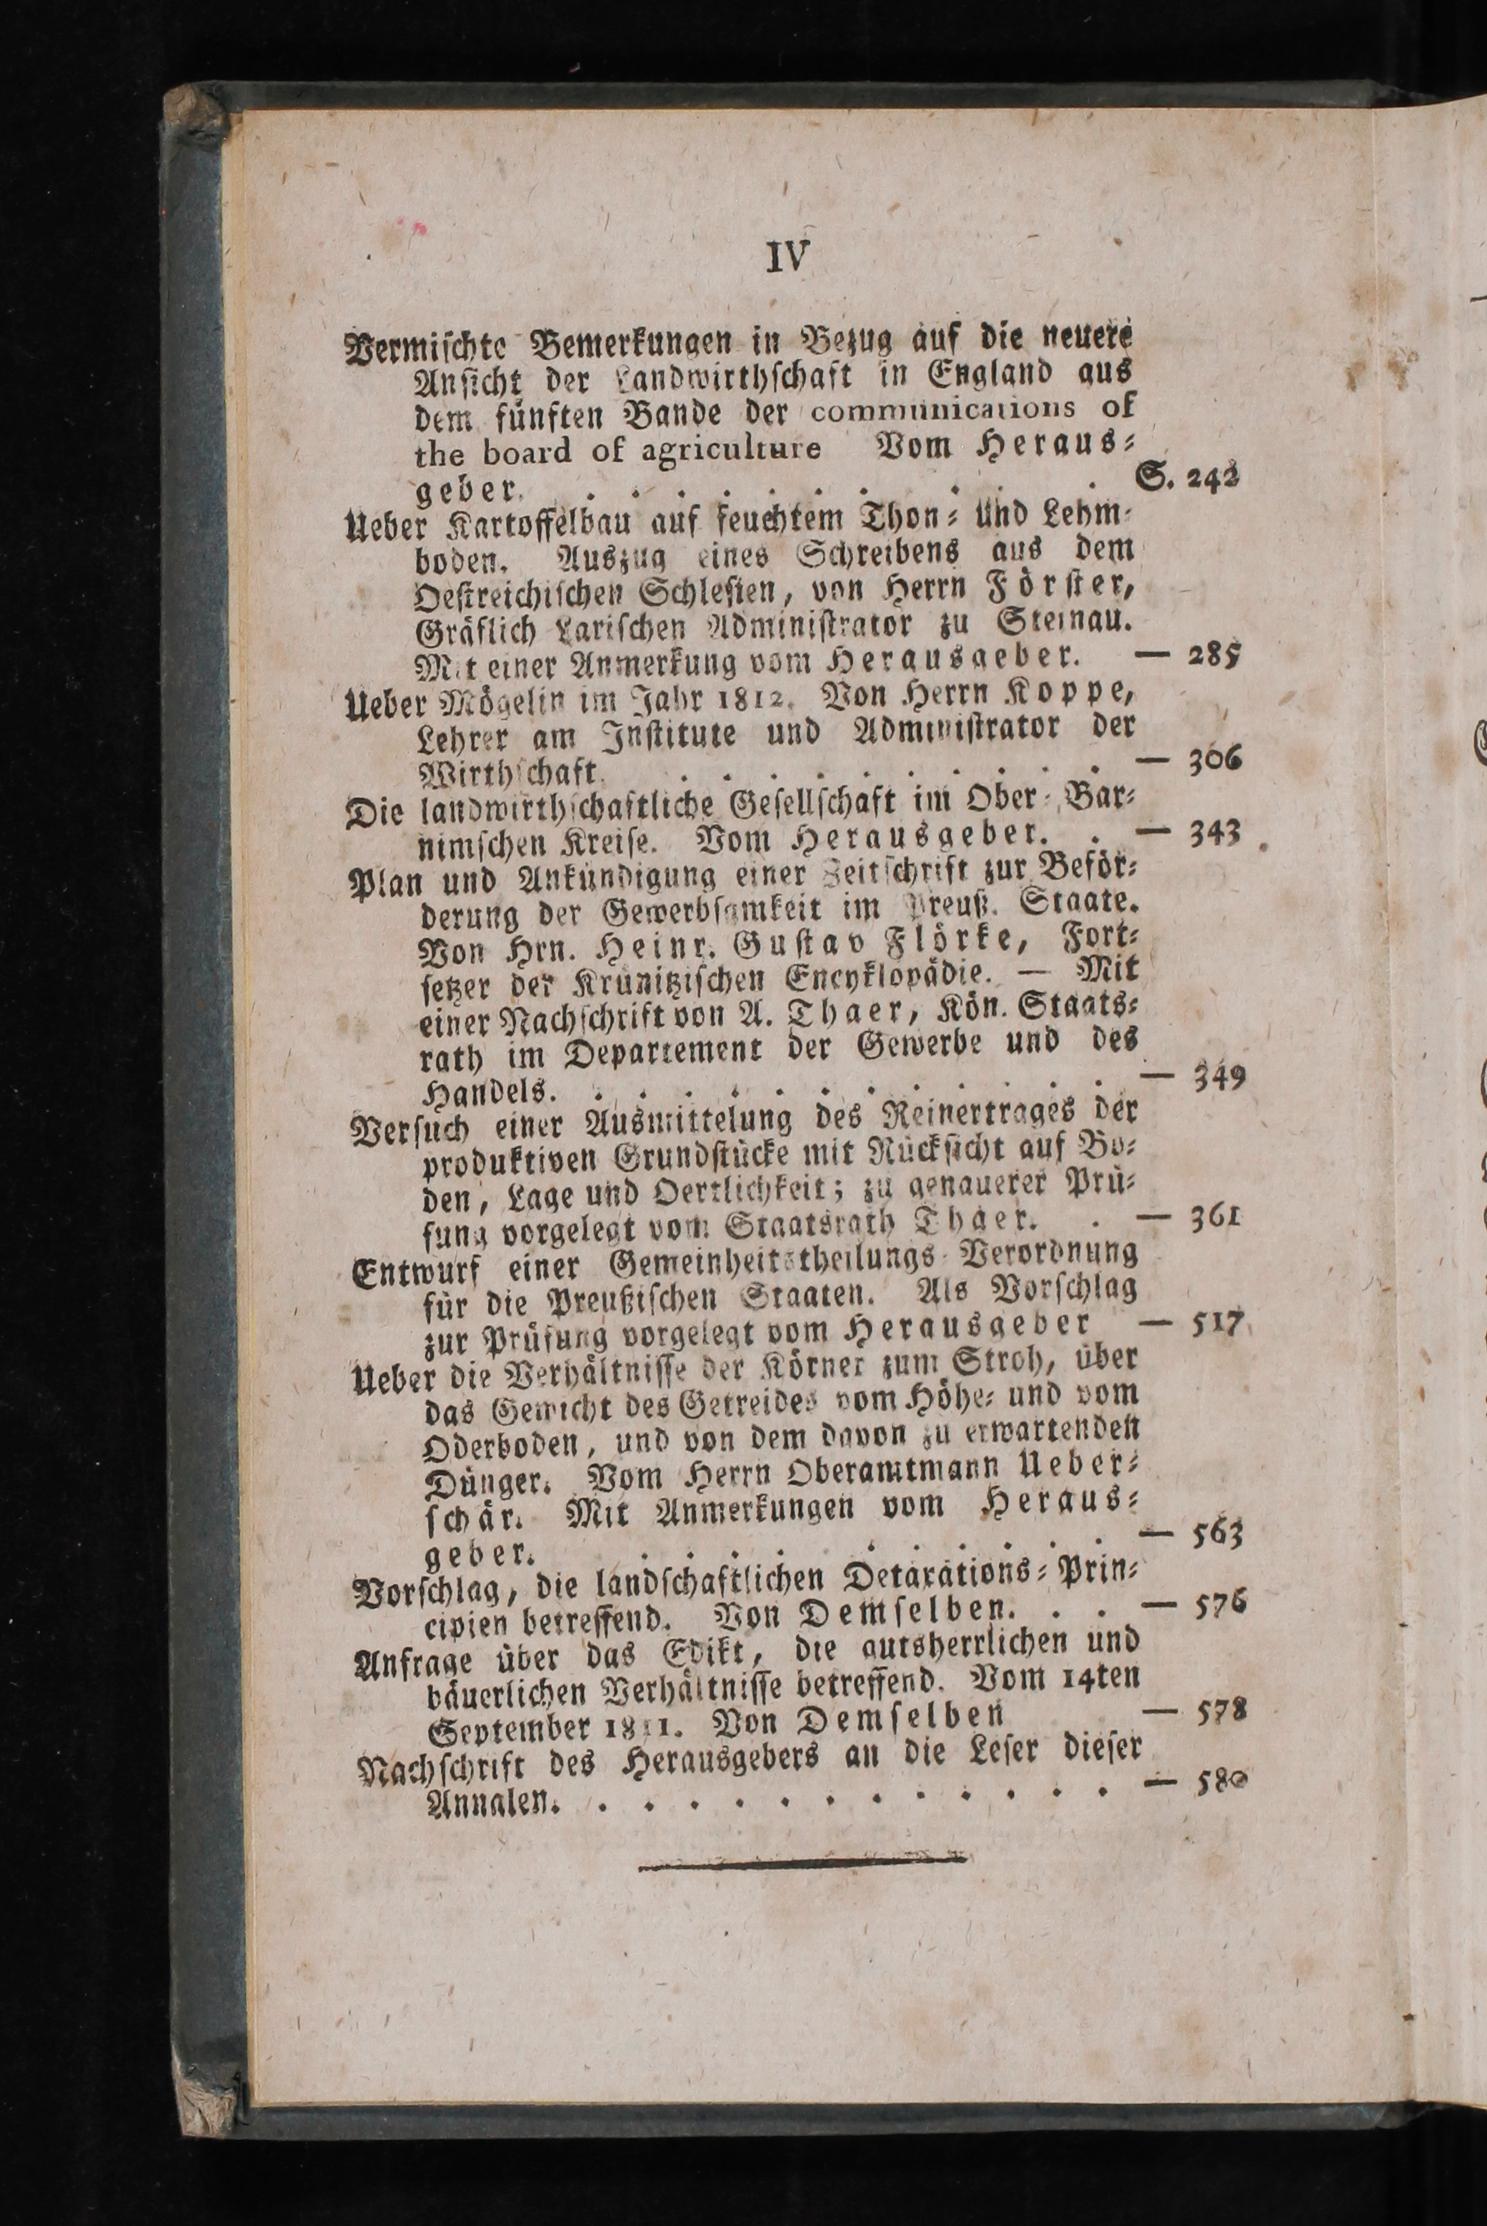 IV
Vermiſchte Bemerkungen in Bezug auf die neuere
Anſicht der Landwirthſchaft in England aus
dem fünften Bande der communications of
the board of agriculture Vom Heraus⸗
geber. . . . . . . . . . . . S. 242
Ueber Kartoffelbau auf feuchtem Thon⸗ und Lehm⸗
boden. Auszug eines Schreibens aus dem
Oeſtreichiſchen Schleſien, von Herrn Förſter,
Gräflich Lariſchen Adminiſtrator zu Steinau.
Mit einer Anmerkung vom Herausgeber. — 285
Ueber Mögelin im Jahr 1812. Von Herrn Koppe,
Lehrer am Inſtitute und Adminiſtrator der
Wirthſchaft. . . . . . . . . . . — 306
Die landwirthſchaftliche Geſellſchaft im Ober⸗Bar⸗
nimſchen Kreiſe. Vom Herausgeber. . — 343
Plan und Ankündigung einer Zeitſchrift zur Beför⸗
derung der Gewerbſamkeit im Preuß. Staate.
Von Hrn. Heinr. Guſtav Flörke, Fort⸗
ſetzer der Krünitziſchen Encyklopädie. — Mit
einer Nachſchrift von A. Thaer, Kön. Staats⸗
rath im Departement der Gewerbe und des
Handels. . . . . . . . . . . . . — 349
Verſuch einer Ausmittelung des Reinertrages der
produktiven Grundſtücke mit Rückſicht auf Bo⸗
den, Lage und Oertlichkeit; zu genauerer Prü⸗
fung vorgelegt vom Staatsrath Thaer. . — 361
Entwurf einer Gemeinheitstheilungs⸗Verordnung
für die Preußiſchen Staaten. Als Vorſchlag
zur Prüfung vorgelegt vom Herausgeber — 517
Ueber die Verhältniſſe der Körner zum Stroh, über
das Gewicht des Getreides vom Höhe⸗ und vom
Oderboden, und von dem davon zu erwartenden
Dünger. Vom Herrn Oberamtmann Ueber⸗
ſchär. Mit Anmerkungen vom Heraus⸗
geber. . . . . . . . . . . . — 563
Vorſchlag, die landſchaftlichen Detaxations⸗Prin⸗
cipien betreffend. Von Demſelben. . . — 576
Anfrage über das Edikt, die gutsherrlichen und
bäuerlichen Verhältniſſe betreffend. Vom 14ten
September 1811. Von Demſelben — 578
Nachſchrift des Herausgebers an die Leſer dieſer
Annalen. . . . . . . . . . . . . — 580